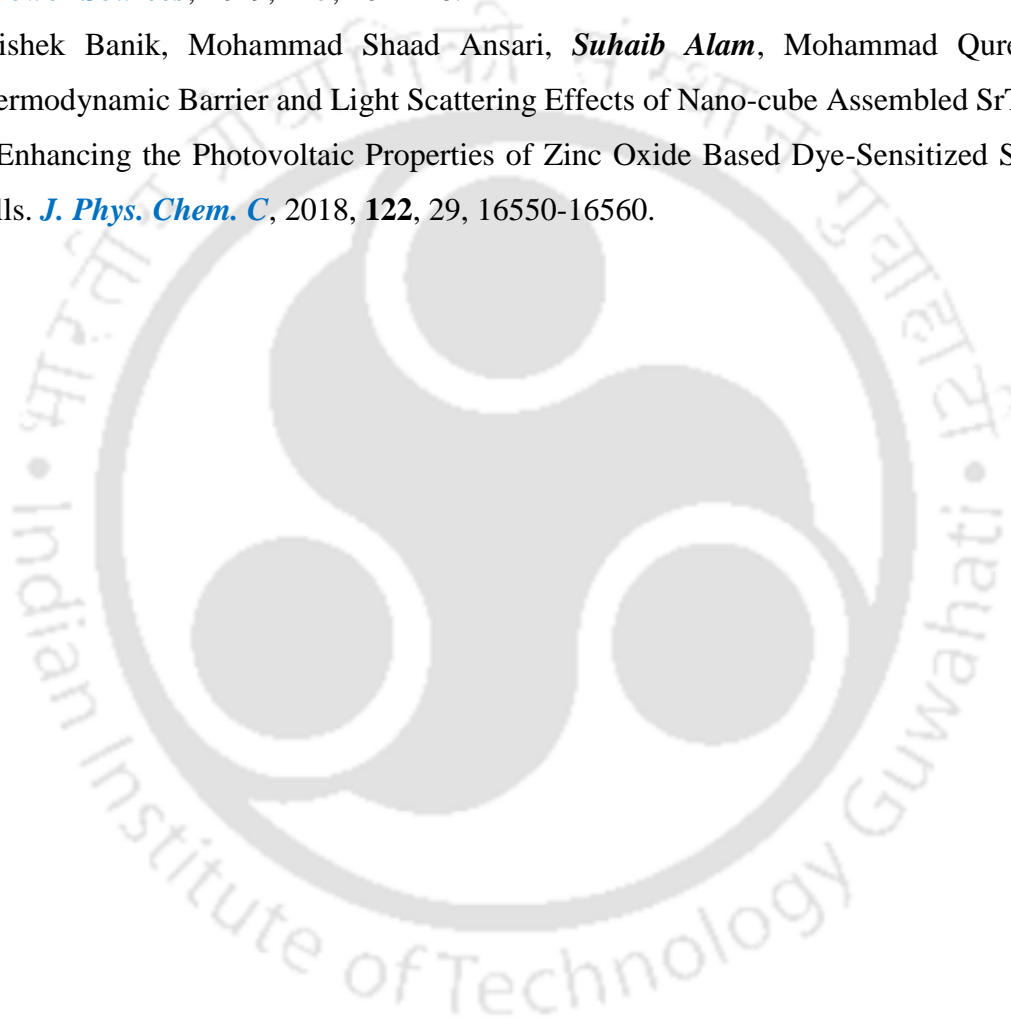 ishek Banik, Mohammad Shaad Ansari, Suhaib Alam, Mohammad Qure
ermodynamic Barrier and Light Scattering Effects of Nano-cube Assembled SrT
Enhancing the Photovoltaic Properties of Zinc Oxide Based Dye-Sensitized S
lls. J. Phys. Chem. C, 2018, 122, 29, 16550-16560.
भारतीय प्रौद्योगिकी संस्थान गुवाहाटी
Indian Institute of Technology Guwahati